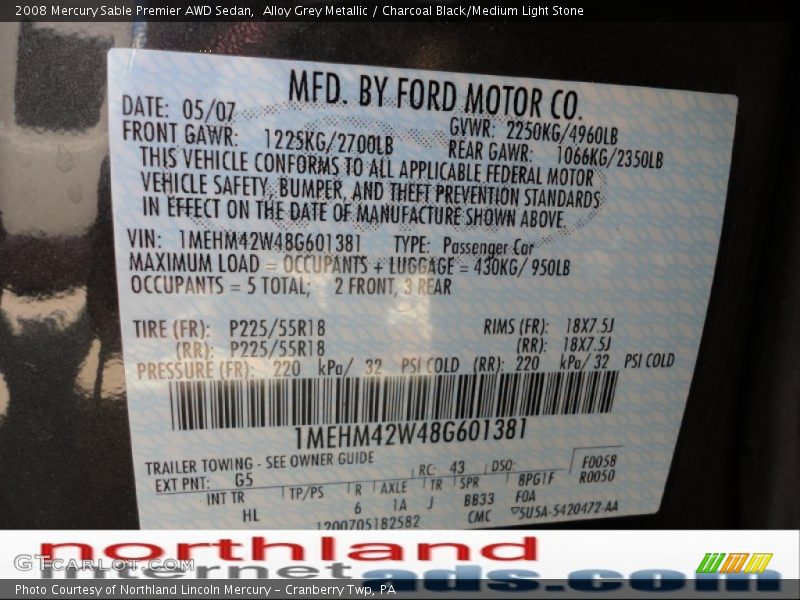 2008 Mercury Sable Premier AWD Sedan, Alloy Grey Metallic / Charcoal Black/Medium Light Stone
MFD. BY FORD MOTOR CO.
DATE: 05/07 GVWR: 2250KG/4960LB
FRONT GAWR: 1225KG/2700LB REAR GAWR: 1066KG/2350LB
THIS VEHICLE CONFORMS TO ALL APPLICABLE FEDERAL MOTOR
VEHICLE SAFETY, BUMPER, AND THEFT PREVENTION STANDARDS
IN EFFECT ON THE DATE OF MANUFACTURE SHOWN ABOVE
VIN: 1MEHM42W48G601381 TYPE: Passenger Car
MAXIMUM LOAD = OCCUPANTS + LUGGAGE = 430KG/ 950LB
OCCUPANTS = 5 TOTAL; 2 FRONT, 3 REAR
TIRE (FR): P225/55R18 RIMS (FR): 18X7.5J
(RR): P225/55R18 (RR): 18X7.5J
PRESSURE (FR): 220 kPa/ 32 PSI COLD (RR): 220 kPa/ 32 PSI COLD
1MEHM42W48G601381
TRAILER TOWING - SEE OWNER GUIDE
EXT PNT: G5 RC: 43 DSO: F0058
R0050
INT TR TP/PS R AXLE TR SPR 8PG1F
HL 6 1A J BB33 F0A
1200705182582 CMC 5U5A-5420472-AA
northland
Internet ads.com
GTCARLOT.COM
Photo Courtesy of Northland Lincoln Mercury – Cranberry Twp, PA